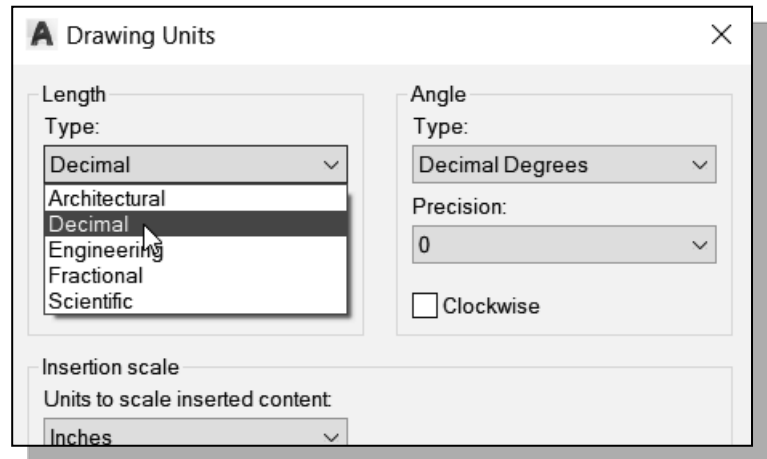 Drawing Units
Length
Type:
Decimal
Architectural
Decimal
Engineering
Fractional
Scientific
Angle
Type:
Decimal Degrees
Precision:
0
Clockwise
Insertion scale
Units to scale inserted content:
Inches